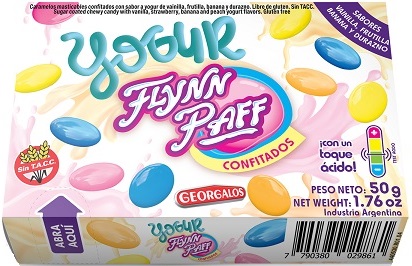 Caramelos masticables confitados con sabor a yogur de vainilla, frutilla, banana y durazno. Libre de gluten. Sin TACC.
Sugar coated chewy candy with vanilla, strawberry, banana and peach yogurt flavors. Gluten free
SABORES
VAINILLA, FRUTILLA
BANANA Y DURAZNO
YOGUR
FLYNN
PAFF
CONFITADOS
Sin T.A.C.C.
GEORGALOS
¡con un
toque
ácido!
PESO NETO: 50g
NET WEIGHT: 1.76 oz
Industria Argentina
ABRA
AQUÍ
YOGUR
FLYNN
PAFF
CONFITADOS
7 790380 029861